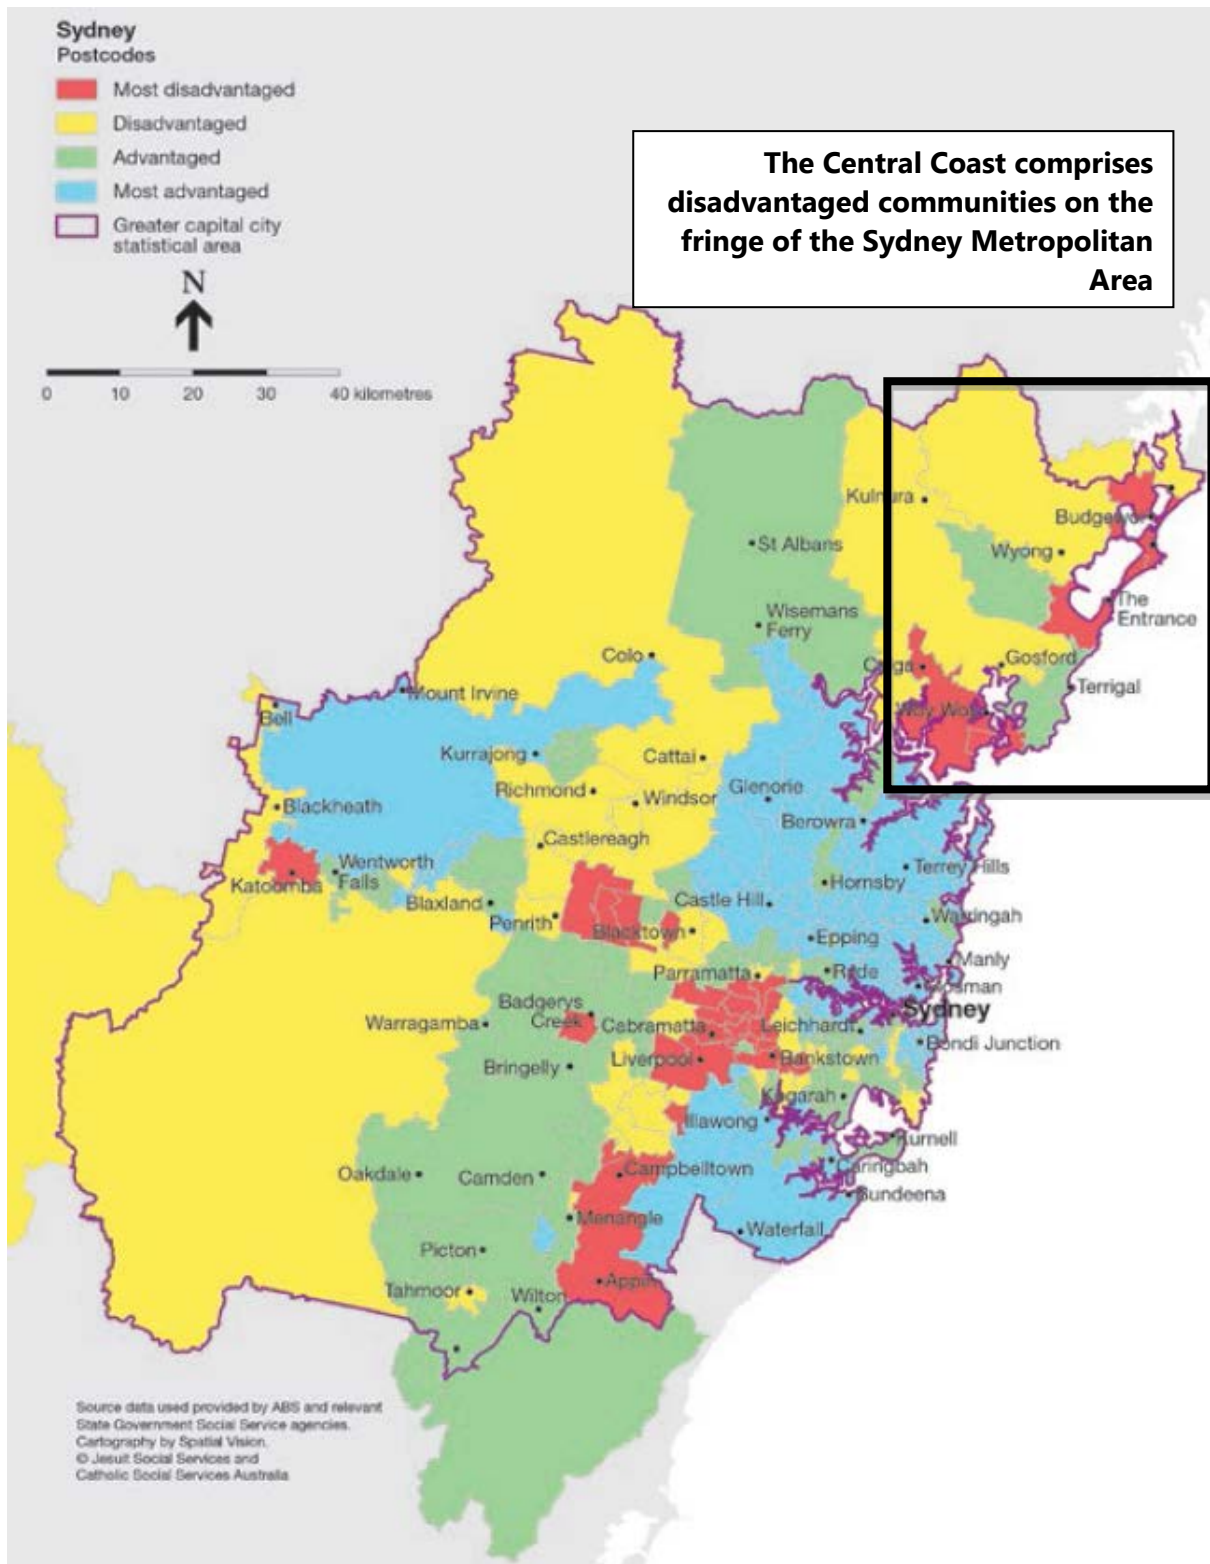 Sydney
Postcodes
Most disadvantaged
Disadvantaged
Advantaged
Most advantaged
Greater capital city
statistical area
The Central Coast comprises
disadvantaged communities on the
fringe of the Sydney Metropolitan
Area
N
0 10 20 30 40 kilometres
Kulnura
Budgewoi
St Albans
Wyong
The
Entrance
Wisemans
Ferry
Colo
Gosford
Terrigal
Mount Irvine
Woy Woy
Bell
Kurrajong
Cattai
Richmond
Windsor
Glenorie
Blackheath
Berowra
Castlereagh
Wentworth
Falls
Katoomba
Terrey Hills
Hornsby
Blaxland
Castle Hill
Penrith
Blacktown
Warringah
Epping
Manly
Parramatta
Ryde
Mosman
Badgerys
Creek
Sydney
Warragamba
Cabramatta
Leichhardt
Bondi Junction
Liverpool
Bankstown
Bringelly
Kogarah
Illawong
Kurnell
Oakdale
Camden
Campbelltown
Caringbah
Bundeena
Menangle
Waterfall
Picton
Tahmoor
Wilton
Appin
Source data used provided by ABS and relevant
State Government Social Service agencies.
Cartography by Spatial Vision.
© Jesuit Social Services and
Catholic Social Services Australia